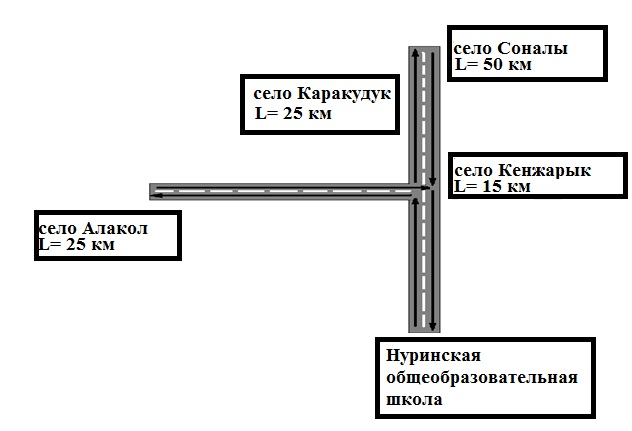 село Соналы
L= 50 км
село Каракудук
L= 25 км
село Кенжарык
L= 15 км
село Алакол
L= 25 км
Нуринская
общеобразовательная
школа